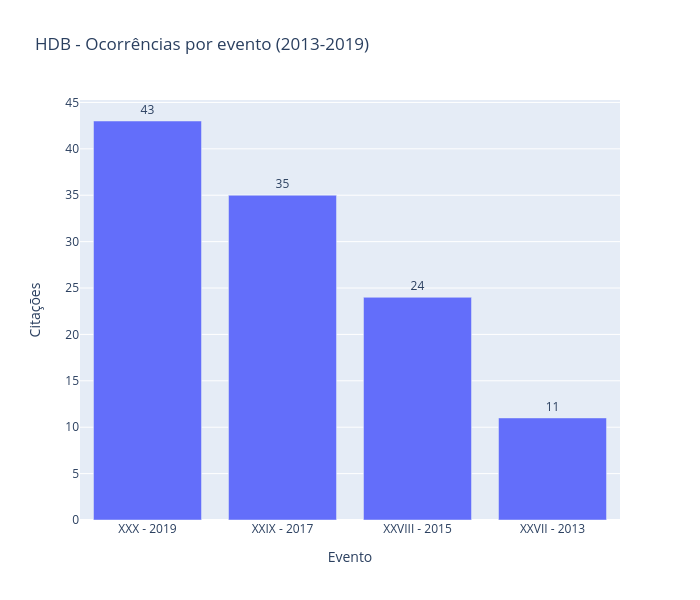 HDB - Ocorrências por evento (2013-2019)
45
40
35
30
25
20
15
10
5
0
43
35
24
11
Citações
XXX - 2019
XXIX - 2017
XXVIII - 2015
XXVII - 2013
Evento